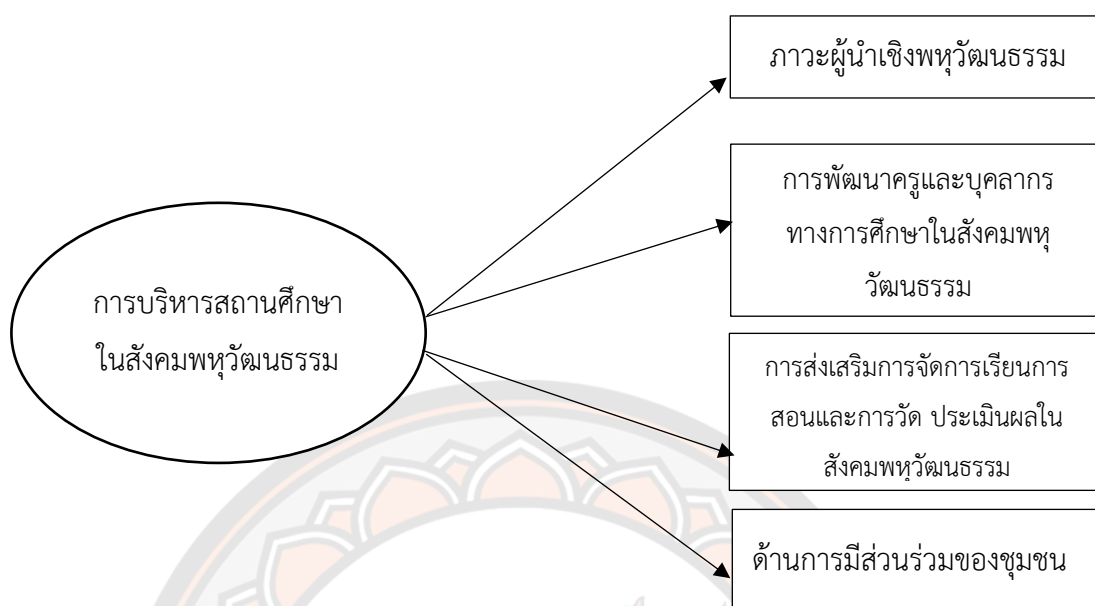 ภาวะผู้นำเชิงพหุวัฒนธรรม
การพัฒนาครูและบุคลากร
ทางการศึกษาในสังคมพหุ
วัฒนธรรม
การบริหารสถานศึกษา
ในสังคมพหุวัฒนธรรม
การส่งเสริมการจัดการเรียนการ
สอนและการวัด ประเมินผลใน
สังคมพหุวัฒนธรรม
ด้านการมีส่วนร่วมของชุมชน